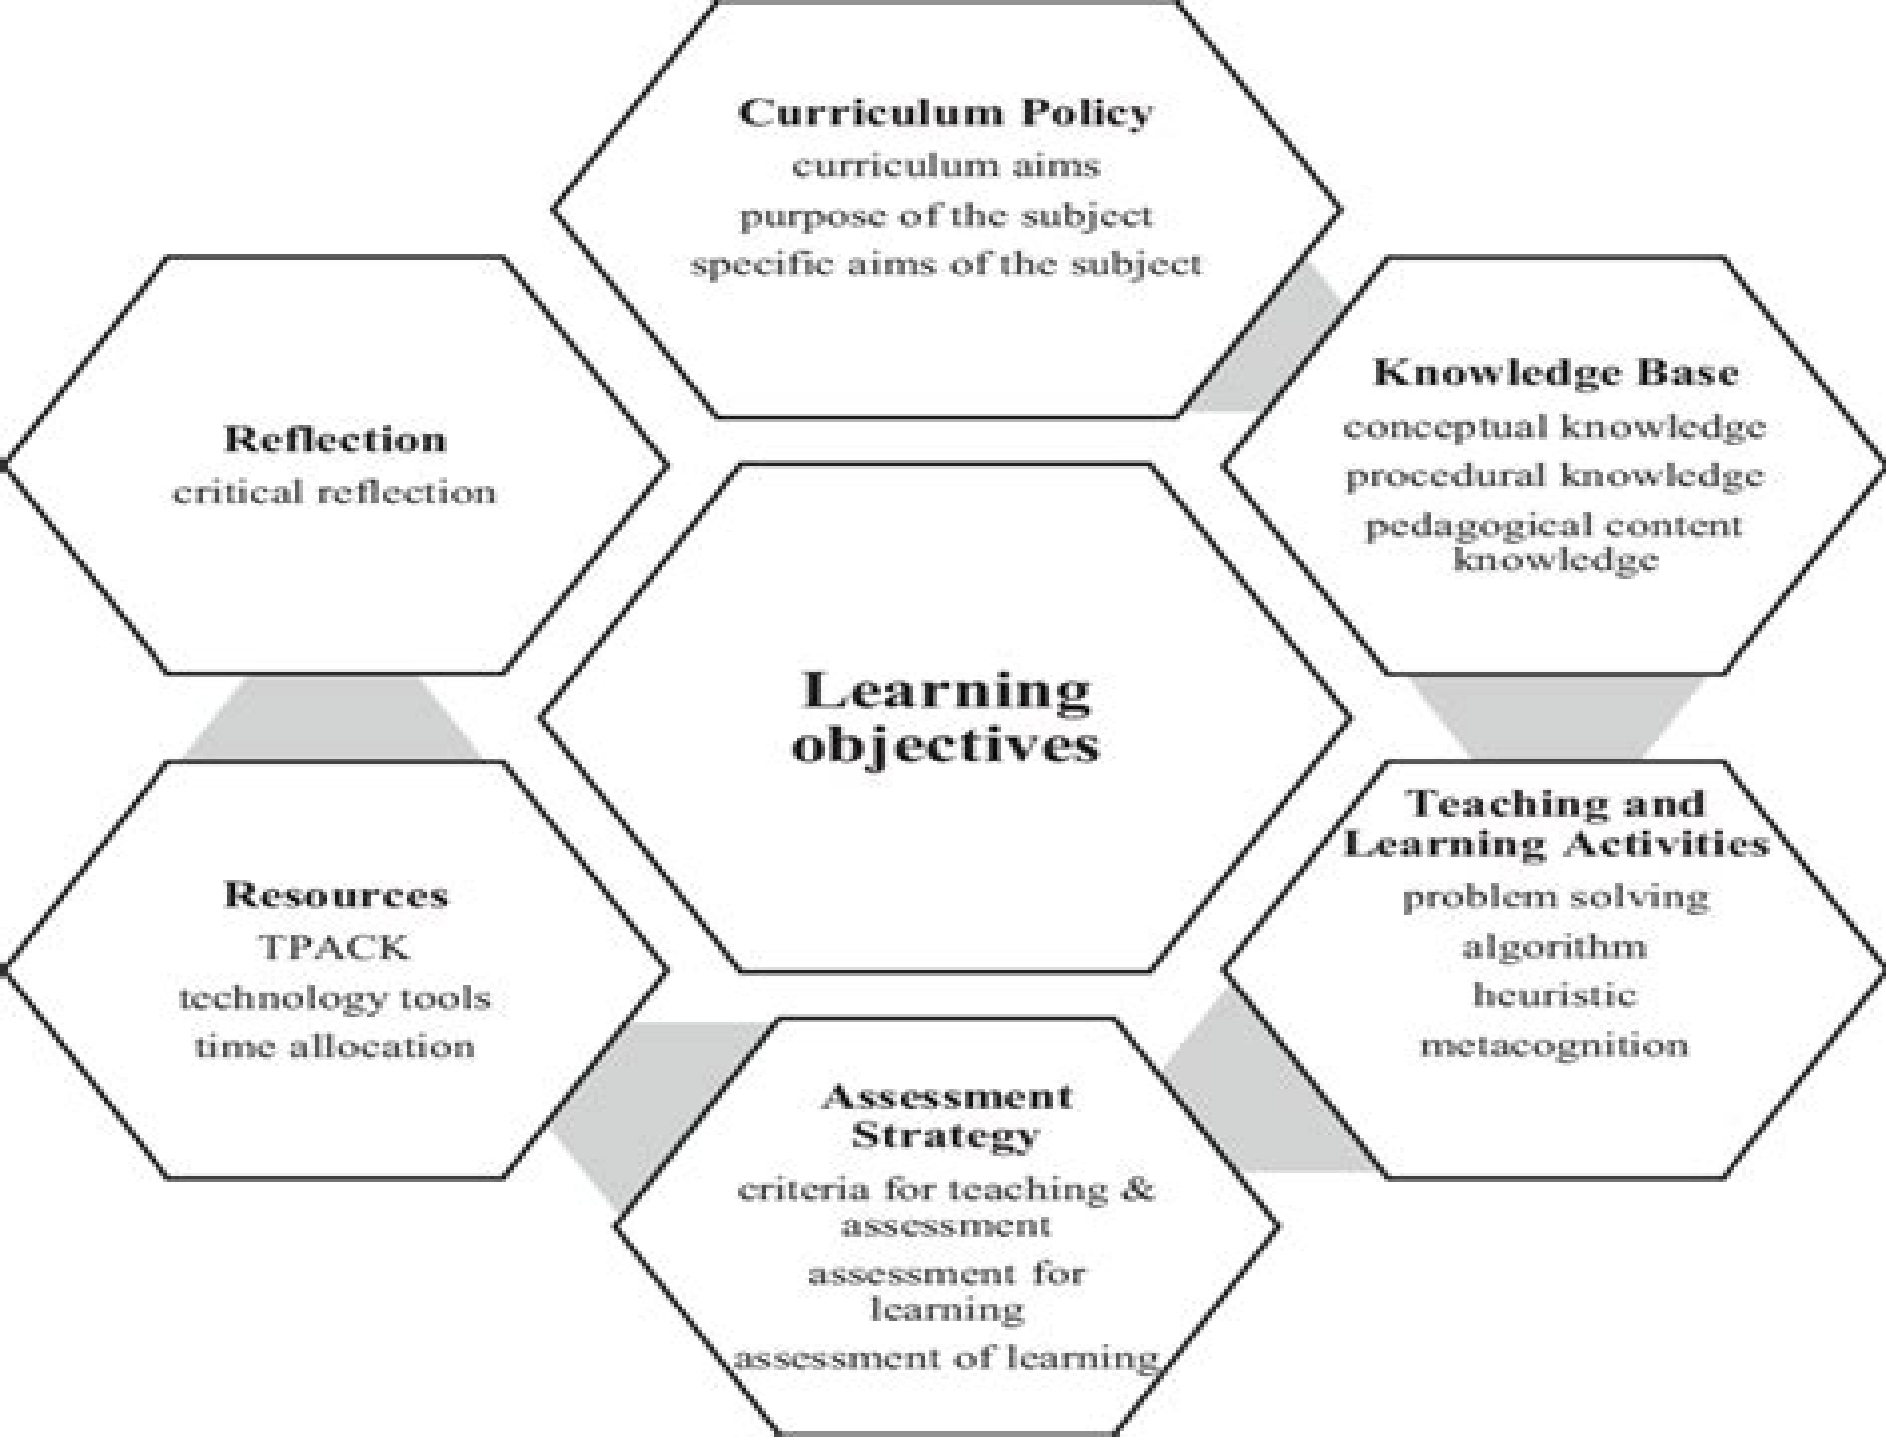 Curriculum Policy
curriculum aims
purpose of the subject
specific aims of the subject
Knowledge Base
conceptual knowledge
procedural knowledge
pedagogical content
knowledge
Reflection
critical reflection
Learning
objectives
Teaching and
Learning Activities
problem solving
algorithm
heuristic
metacognition
Resources
TPACK
technology tools
time allocation
Assessment
Strategy
criteria for teaching &
assessment
assessment for
learning
assessment of learning